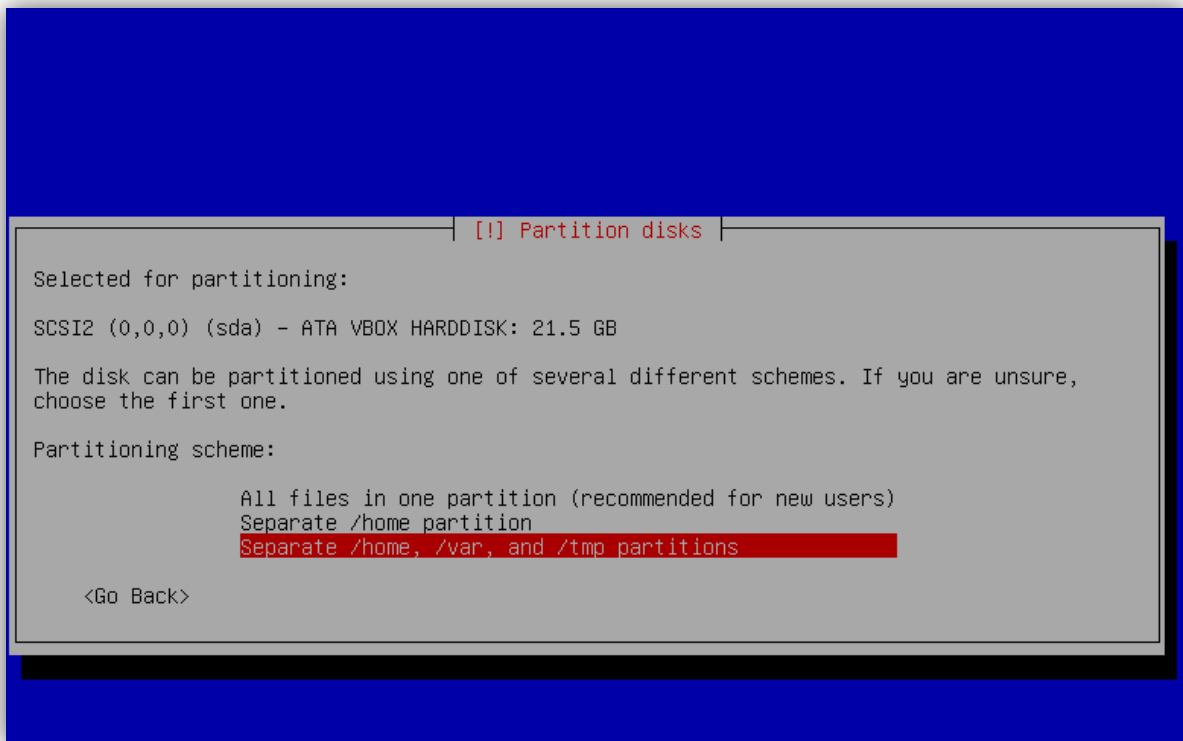 [!] Partition disks
Selected for partitioning:
SCSI2 (0,0,0) (sda) - ATA VBOX HARDDISK: 21.5 GB
The disk can be partitioned using one of several different schemes. If you are unsure,
choose the first one.
Partitioning scheme:
All files in one partition (recommended for new users)
Separate /home partition
Separate /home, /var, and /tmp partitions
<Go Back>